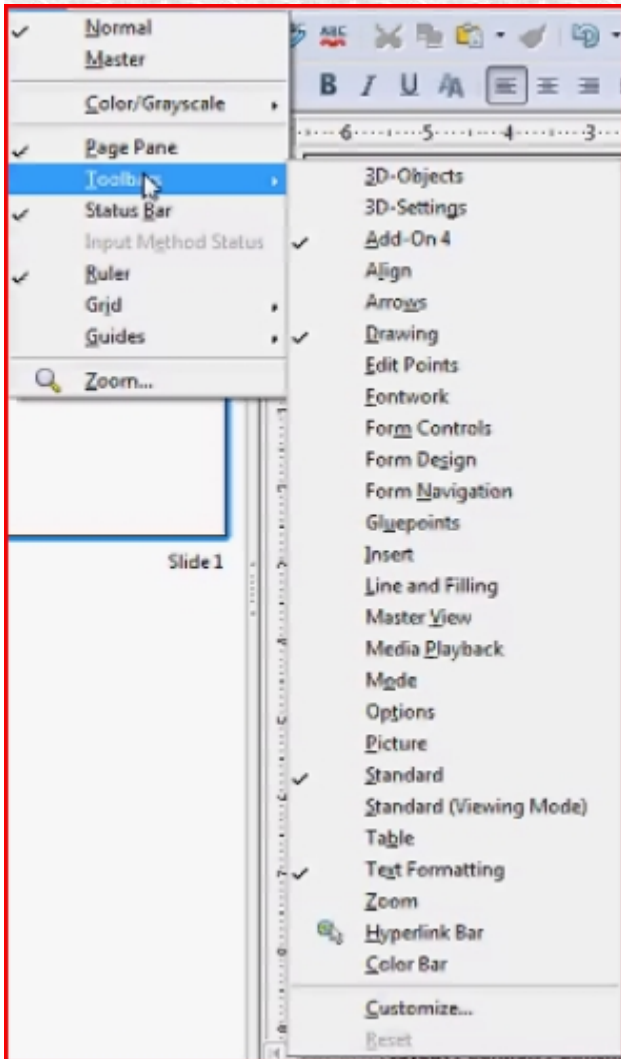 Normal
Master
Color/Grayscale
Page Pane
Toolbars
Status Bar
Input Method Status
Ruler
Grid
Guides
Zoom...
ABC
B I U AA
6 5 4 3
Slide 1
3D-Objects
3D-Settings
Add-On 4
Align
Arrows
Drawing
Edit Points
Fontwork
Form Controls
Form Design
Form Navigation
Gluepoints
Insert
Line and Filling
Master View
Media Playback
Mode
Options
Picture
Standard
Standard (Viewing Mode)
Table
Text Formatting
Zoom
Hyperlink Bar
Color Bar
Customize...
Reset